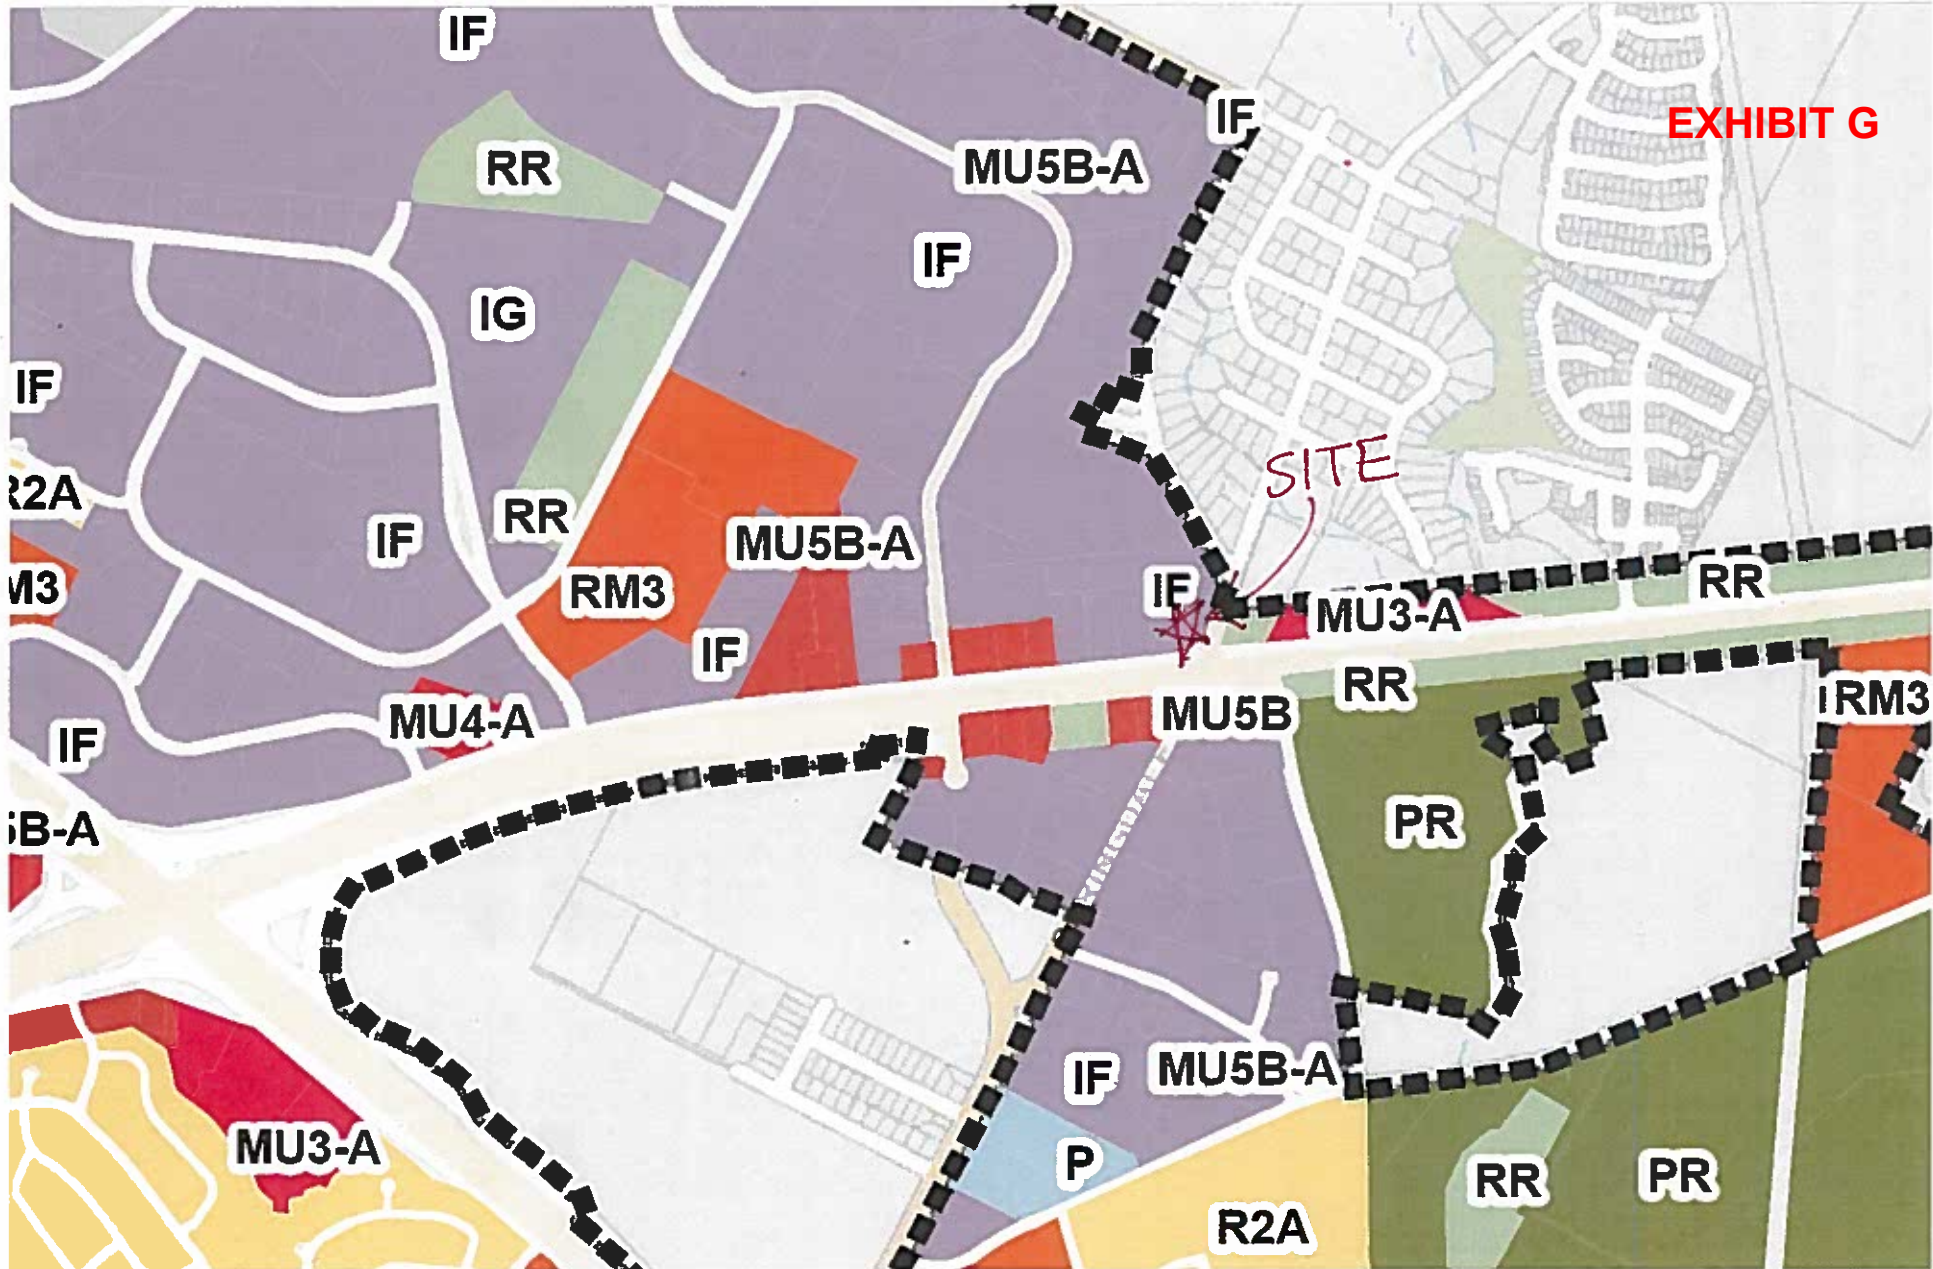 IF
IF
EXHIBIT G
RR
MU5B-A
IF
IG
IF
SITE
R2A
RR
IF
MU5B-A
RR
M3
RM3
IF
MU3-A
IF
RR
RM3
MU4-A
MU5B
IF
PR
5B-A
IF
MU5B-A
MU3-A
P
RR
PR
R2A